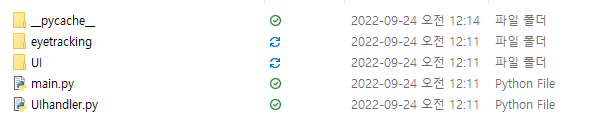 __pycache__ 2022-09-24 오전 12:14 파일 폴더
eyetracking 2022-09-24 오전 12:11 파일 폴더
UI 2022-09-24 오전 12:11 파일 폴더
main.py 2022-09-24 오전 12:11 Python File
UIhandler.py 2022-09-24 오전 12:11 Python File